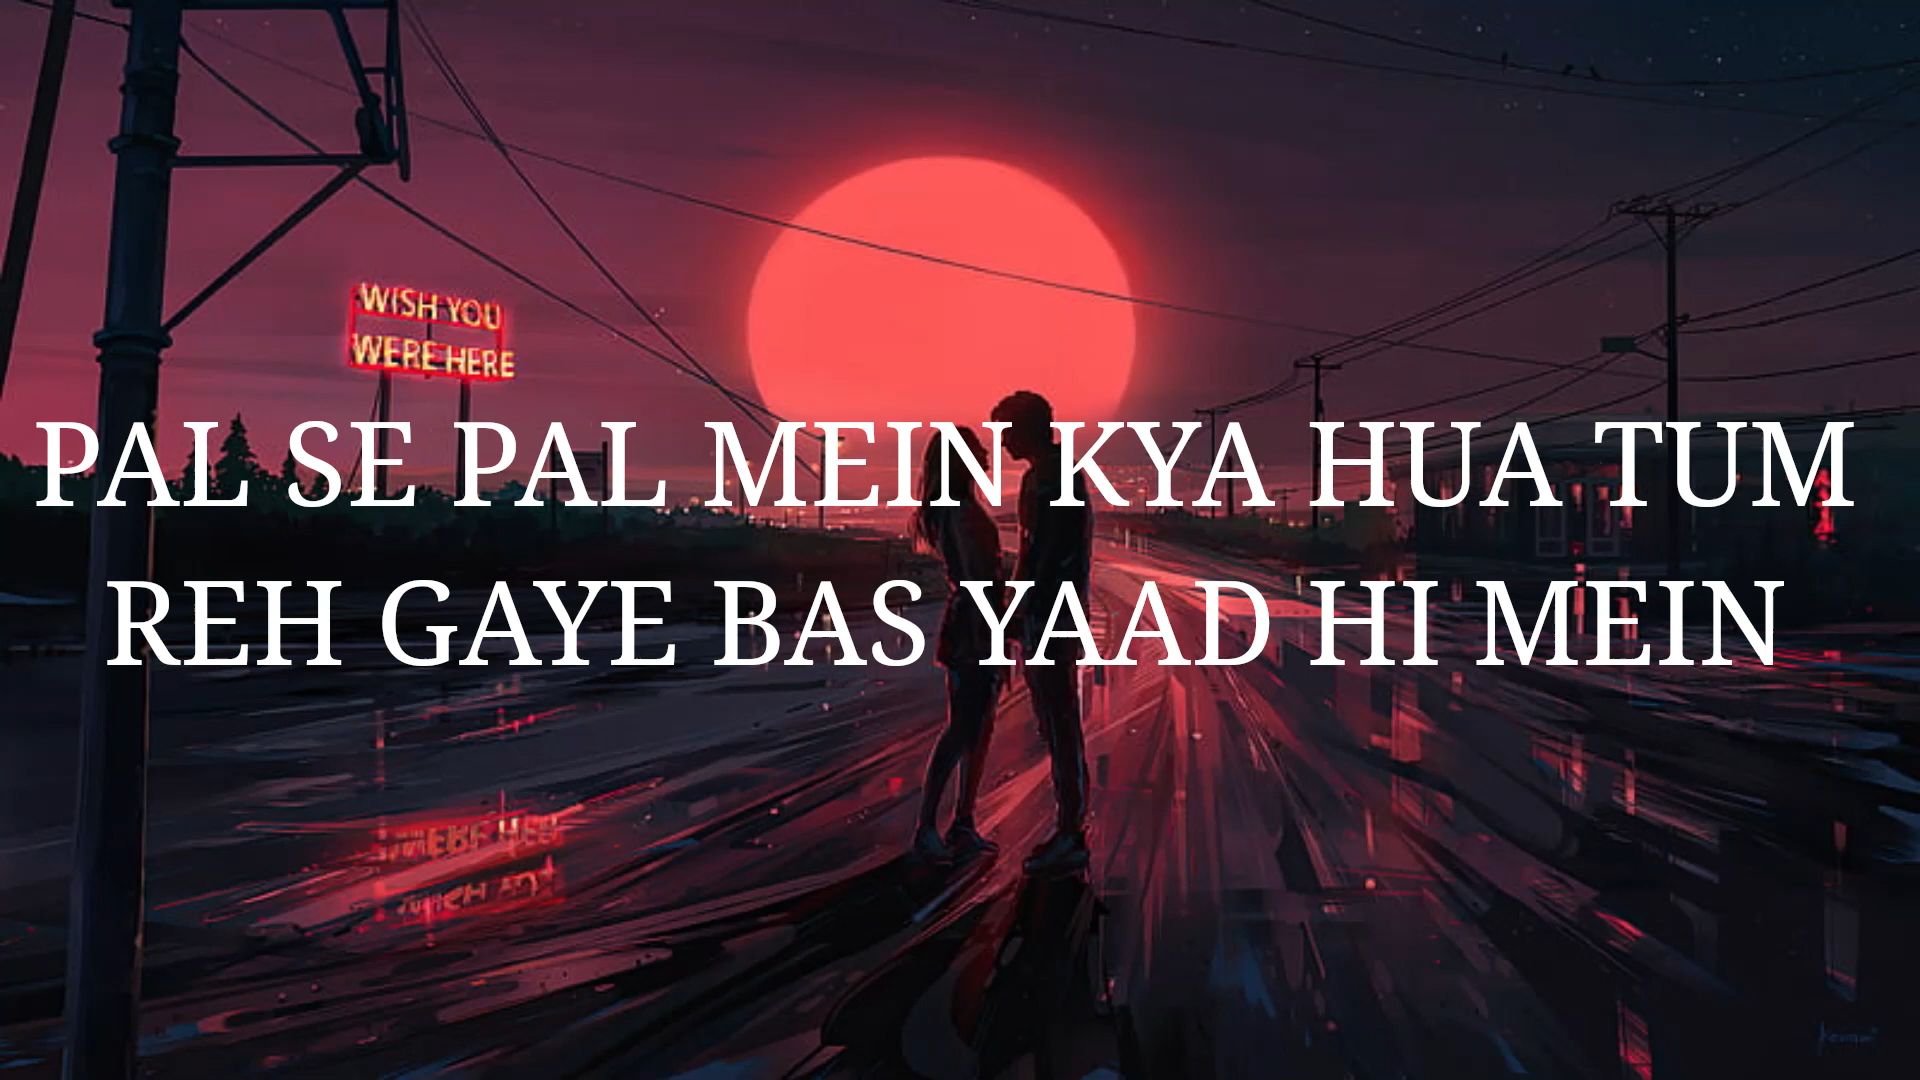 WISH YOU
WERE HERE
PAL SE PAL MEIN KYA HUA TUM
REH GAYE BAS YAAD HI MEIN